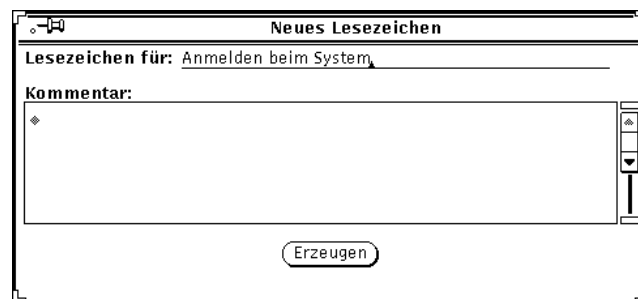 Neues Lesezeichen
Lesezeichen für: Anmelden beim System
Kommentar:
Erzeugen